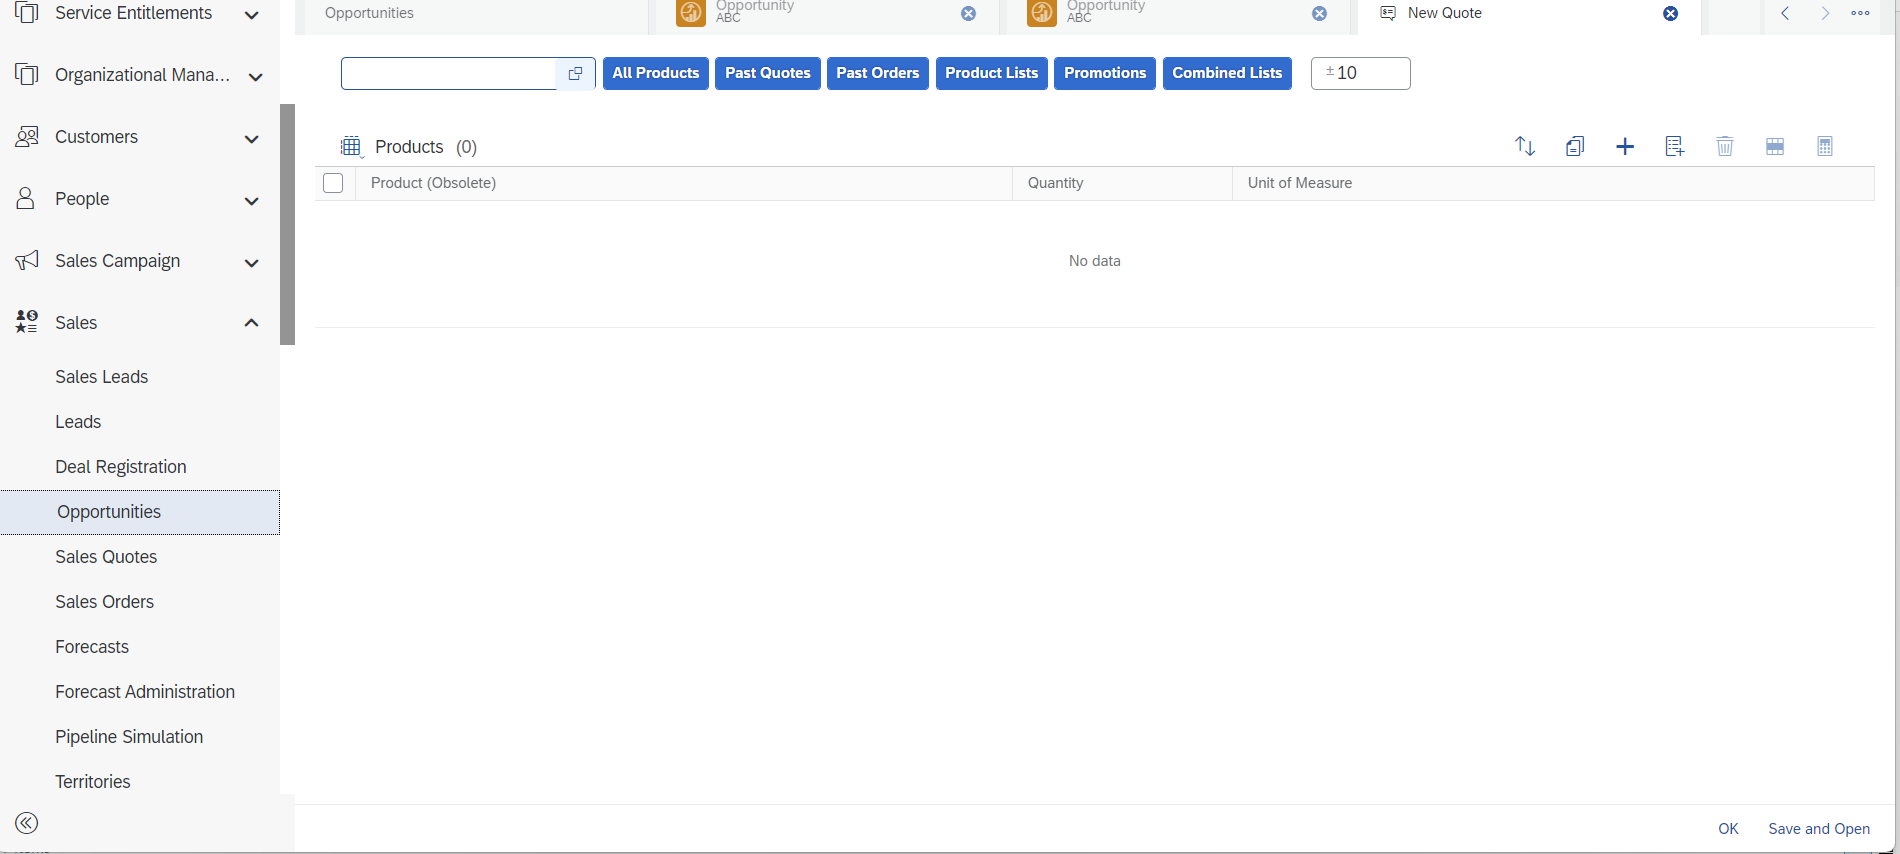 Service Entitlements
Organizational Mana...
Customers
People
Sales Campaign
Sales
Sales Leads
Leads
Deal Registration
Opportunities
Sales Quotes
Sales Orders
Forecasts
Forecast Administration
Pipeline Simulation
Territories
Opportunities
Opportunity
ABC
Opportunity
ABC
New Quote
All Products
Past Quotes
Past Orders
Product Lists
Promotions
Combined Lists
±10
Products (0)
Product (Obsolete)
Quantity
Unit of Measure
No data
OK
Save and Open